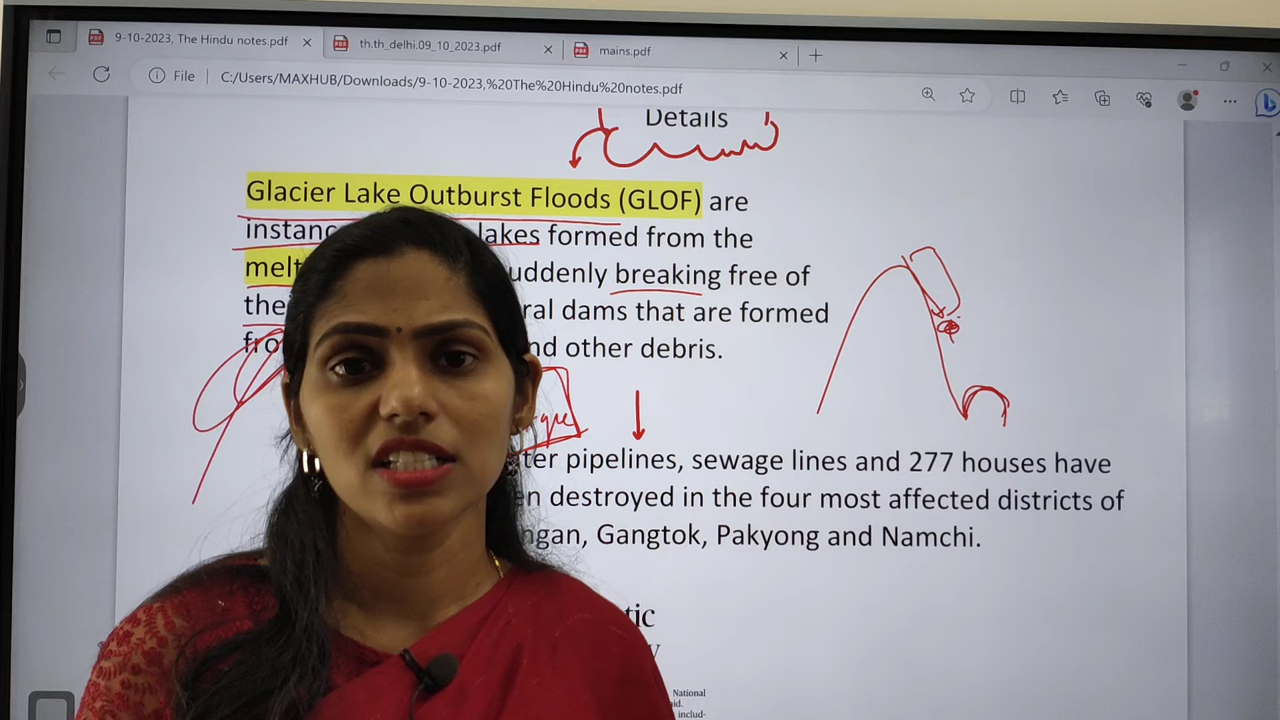 9-10-2023, The Hindu notes.pdf
th.th_delhi.09_10_2023.pdf
mains.pdf
File
C:/Users/MAXHUB/Downloads/9-10-2023,%20The%20Hindu%20notes.pdf
Details
Glacier Lake Outburst Floods (GLOF) are
lakes formed from the
melt uddenly breaking free of
the ral dams that are formed
fro nd other debris.
ter pipelines, sewage lines and 277 houses have
en destroyed in the four most affected districts of
ngan, Gangtok, Pakyong and Namchi.
tic
National
id.
includ-